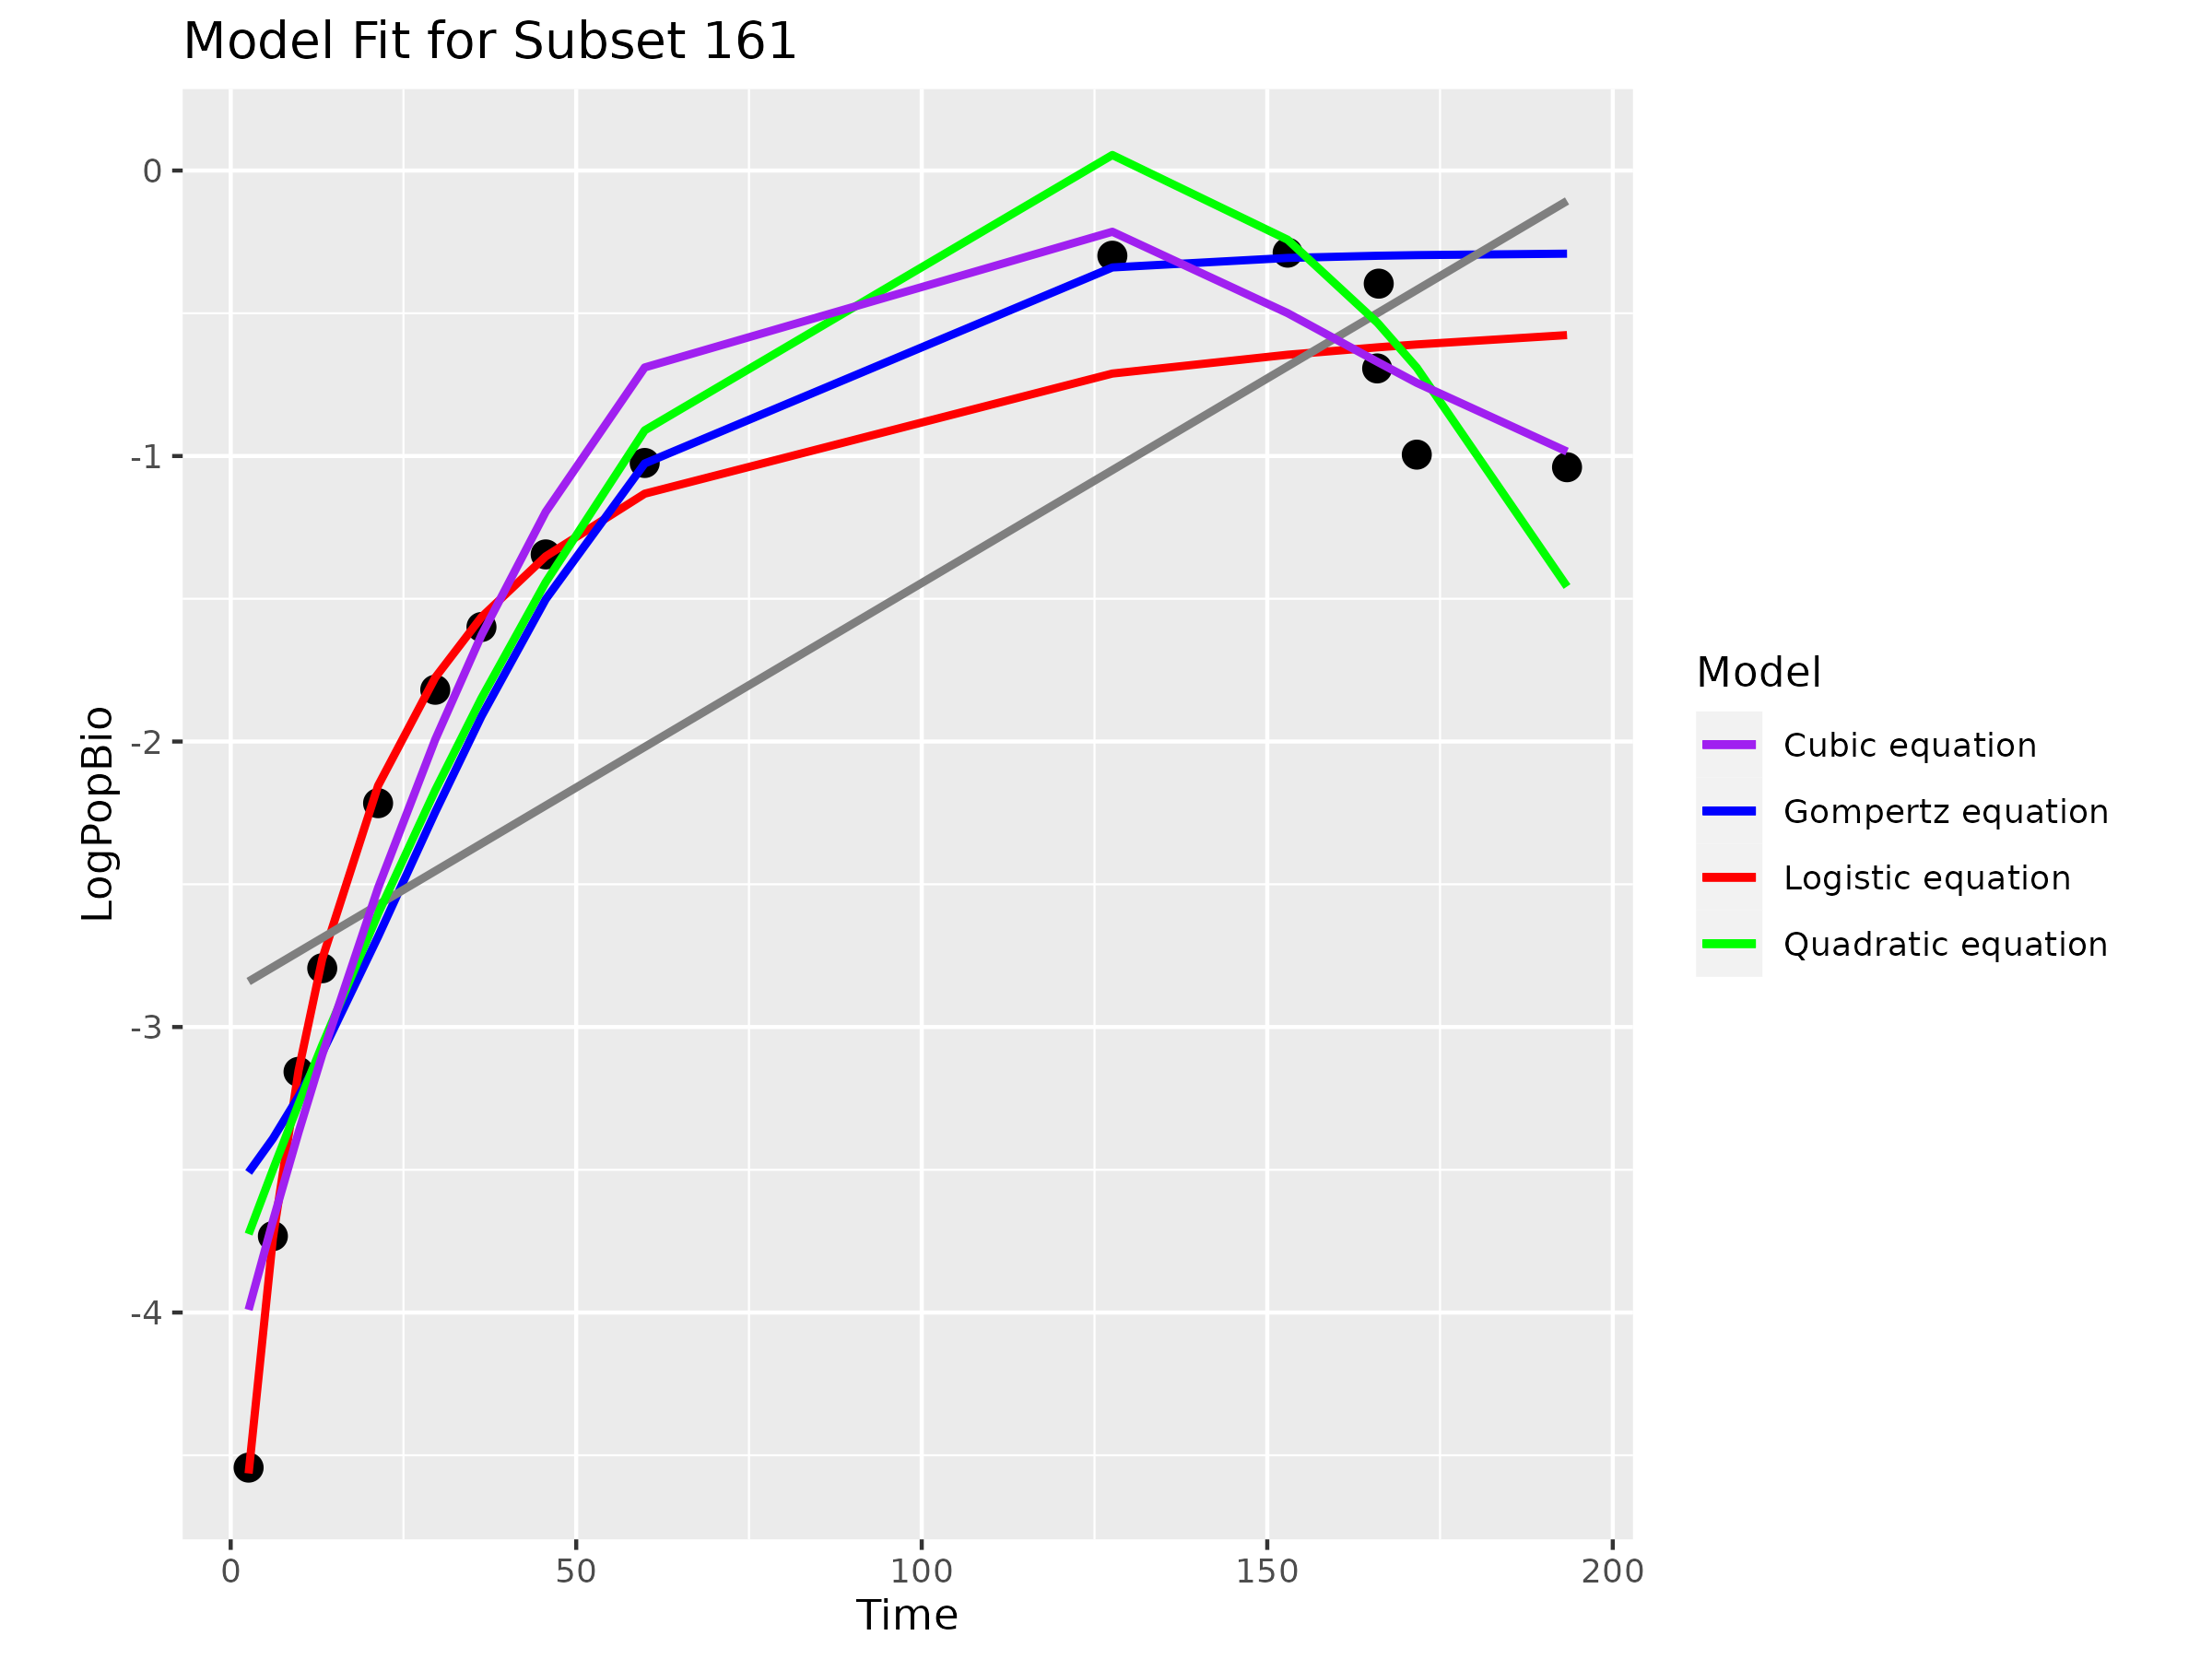 Model Fit for Subset 161
0
-1
-2
-3
-4
LogPopBio
0 50 100 150 200
Time
Model
Cubic equation
Gompertz equation
Logistic equation
Quadratic equation